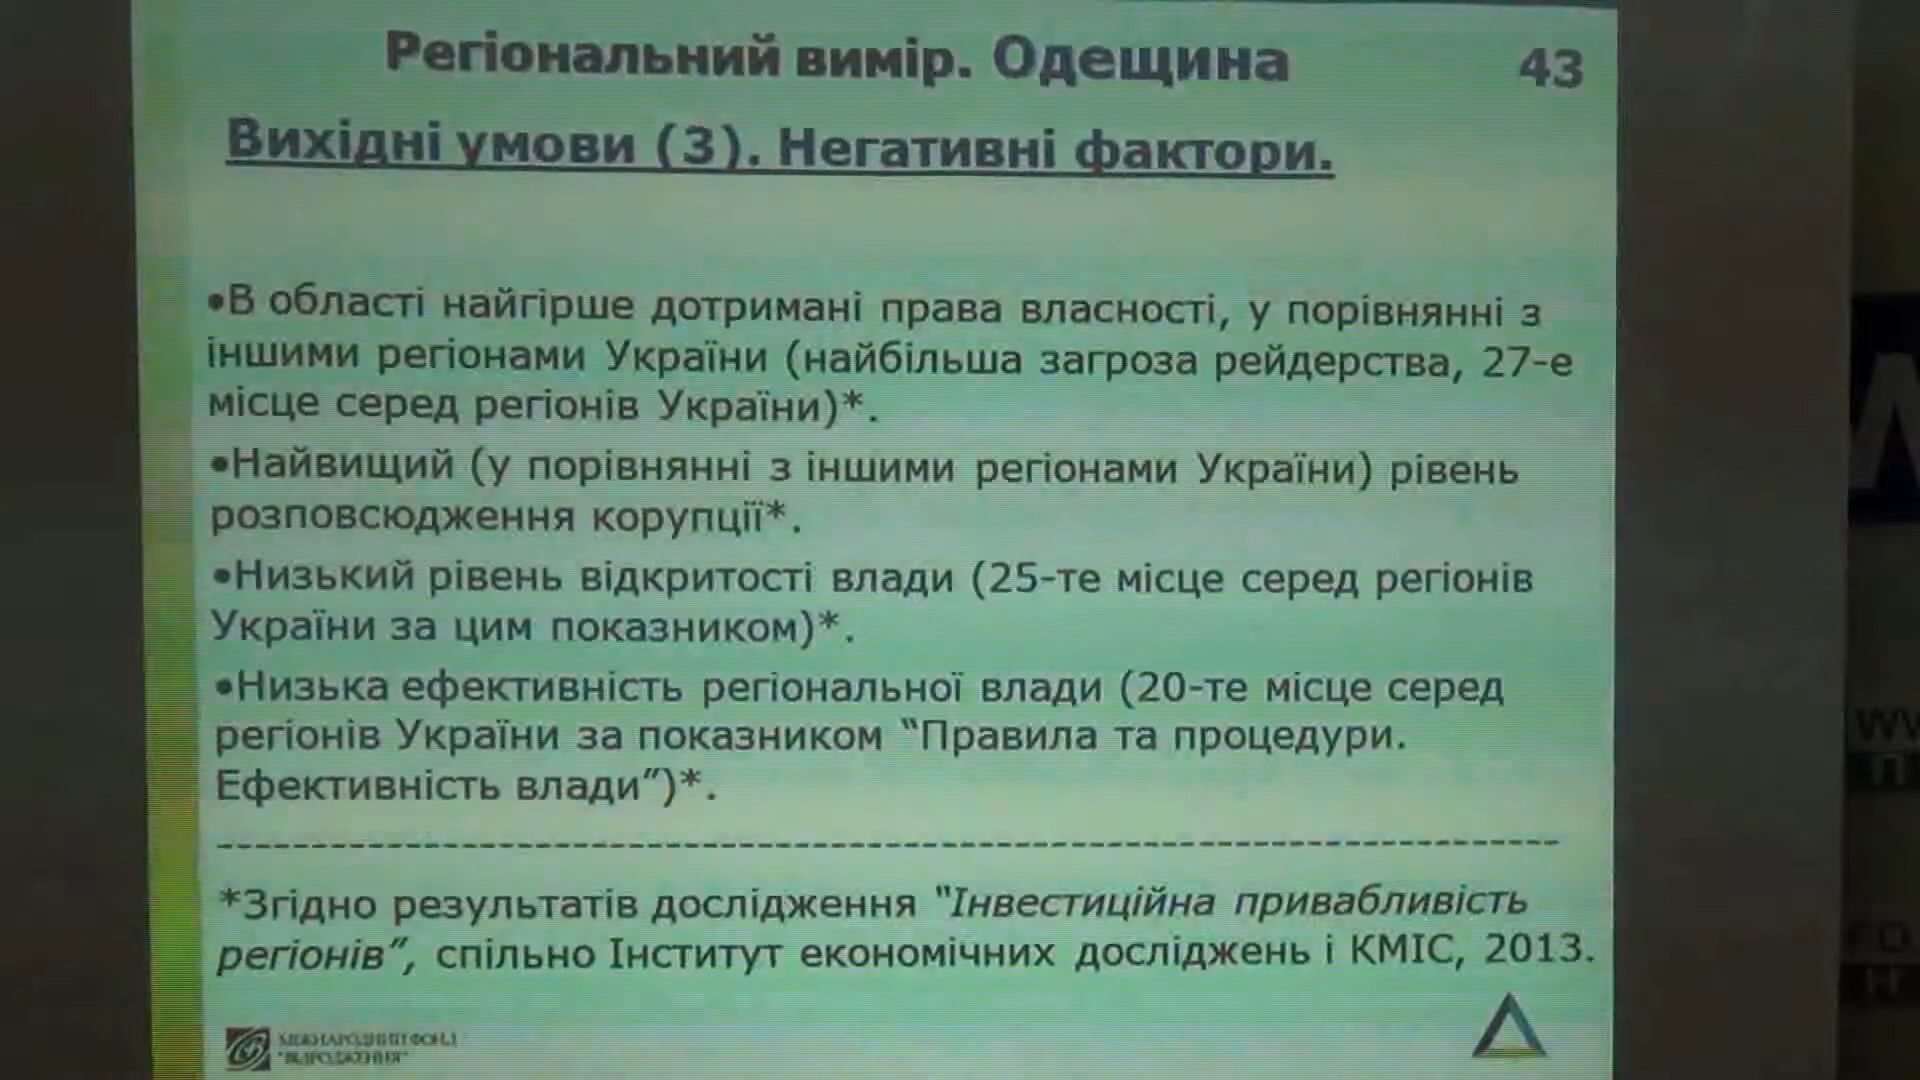 Регіональний вимір. Одещина
43
Вихідні умови (3). Негативні фактори.
•В області найгірше дотримані права власності, у порівнянні з
іншими регіонами України (найбільша загроза рейдерства, 27-е
місце серед регіонів України)*.
•Найвищий (у порівнянні з іншими регіонами України) рівень
розповсюдження корупції*.
•Низький рівень відкритості влади (25-те місце серед регіонів
України за цим показником)*.
•Низька ефективність регіональної влади (20-те місце серед
регіонів України за показником “Правила та процедури.
Ефективність влади”)*.
*Згідно результатів дослідження "Інвестиційна привабливість
регіонів”, спільно Інститут економічних досліджень і КМІС, 2013.
МІЖНАРОДНИЙ ФОНД
"ВІДРОДЖЕННЯ"